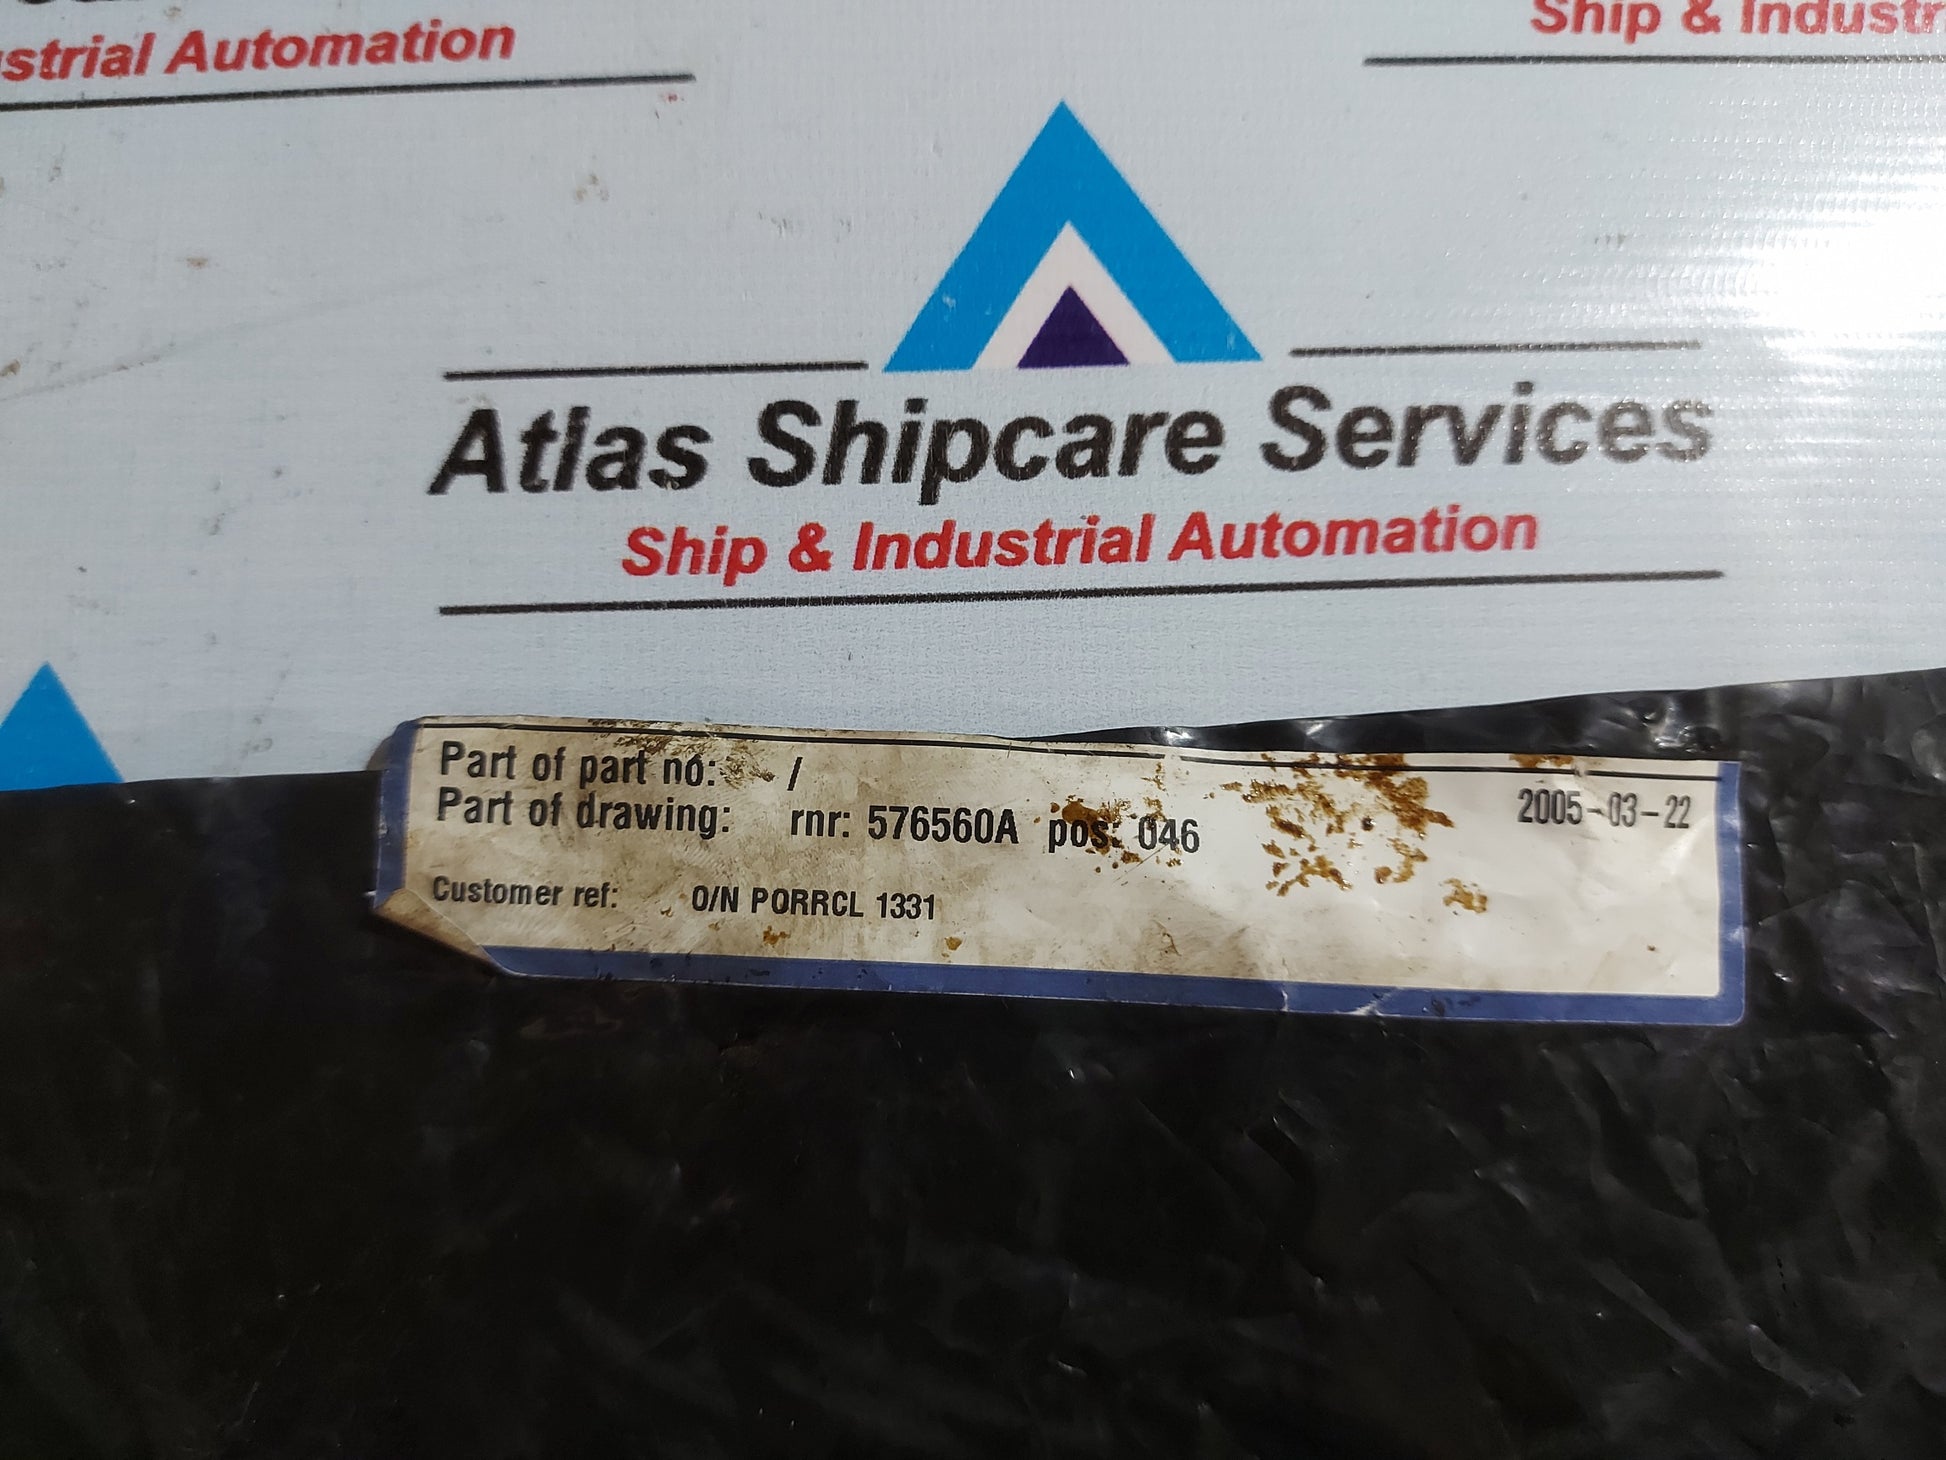 strial Automation
Ship & Industr
Atlas Shipcare Services
Ship & Industrial Automation
Part of part no: /
Part of drawing: rnr: 576560A pos: 046
2005-03-22
Customer ref: O/N PORRCL 1331